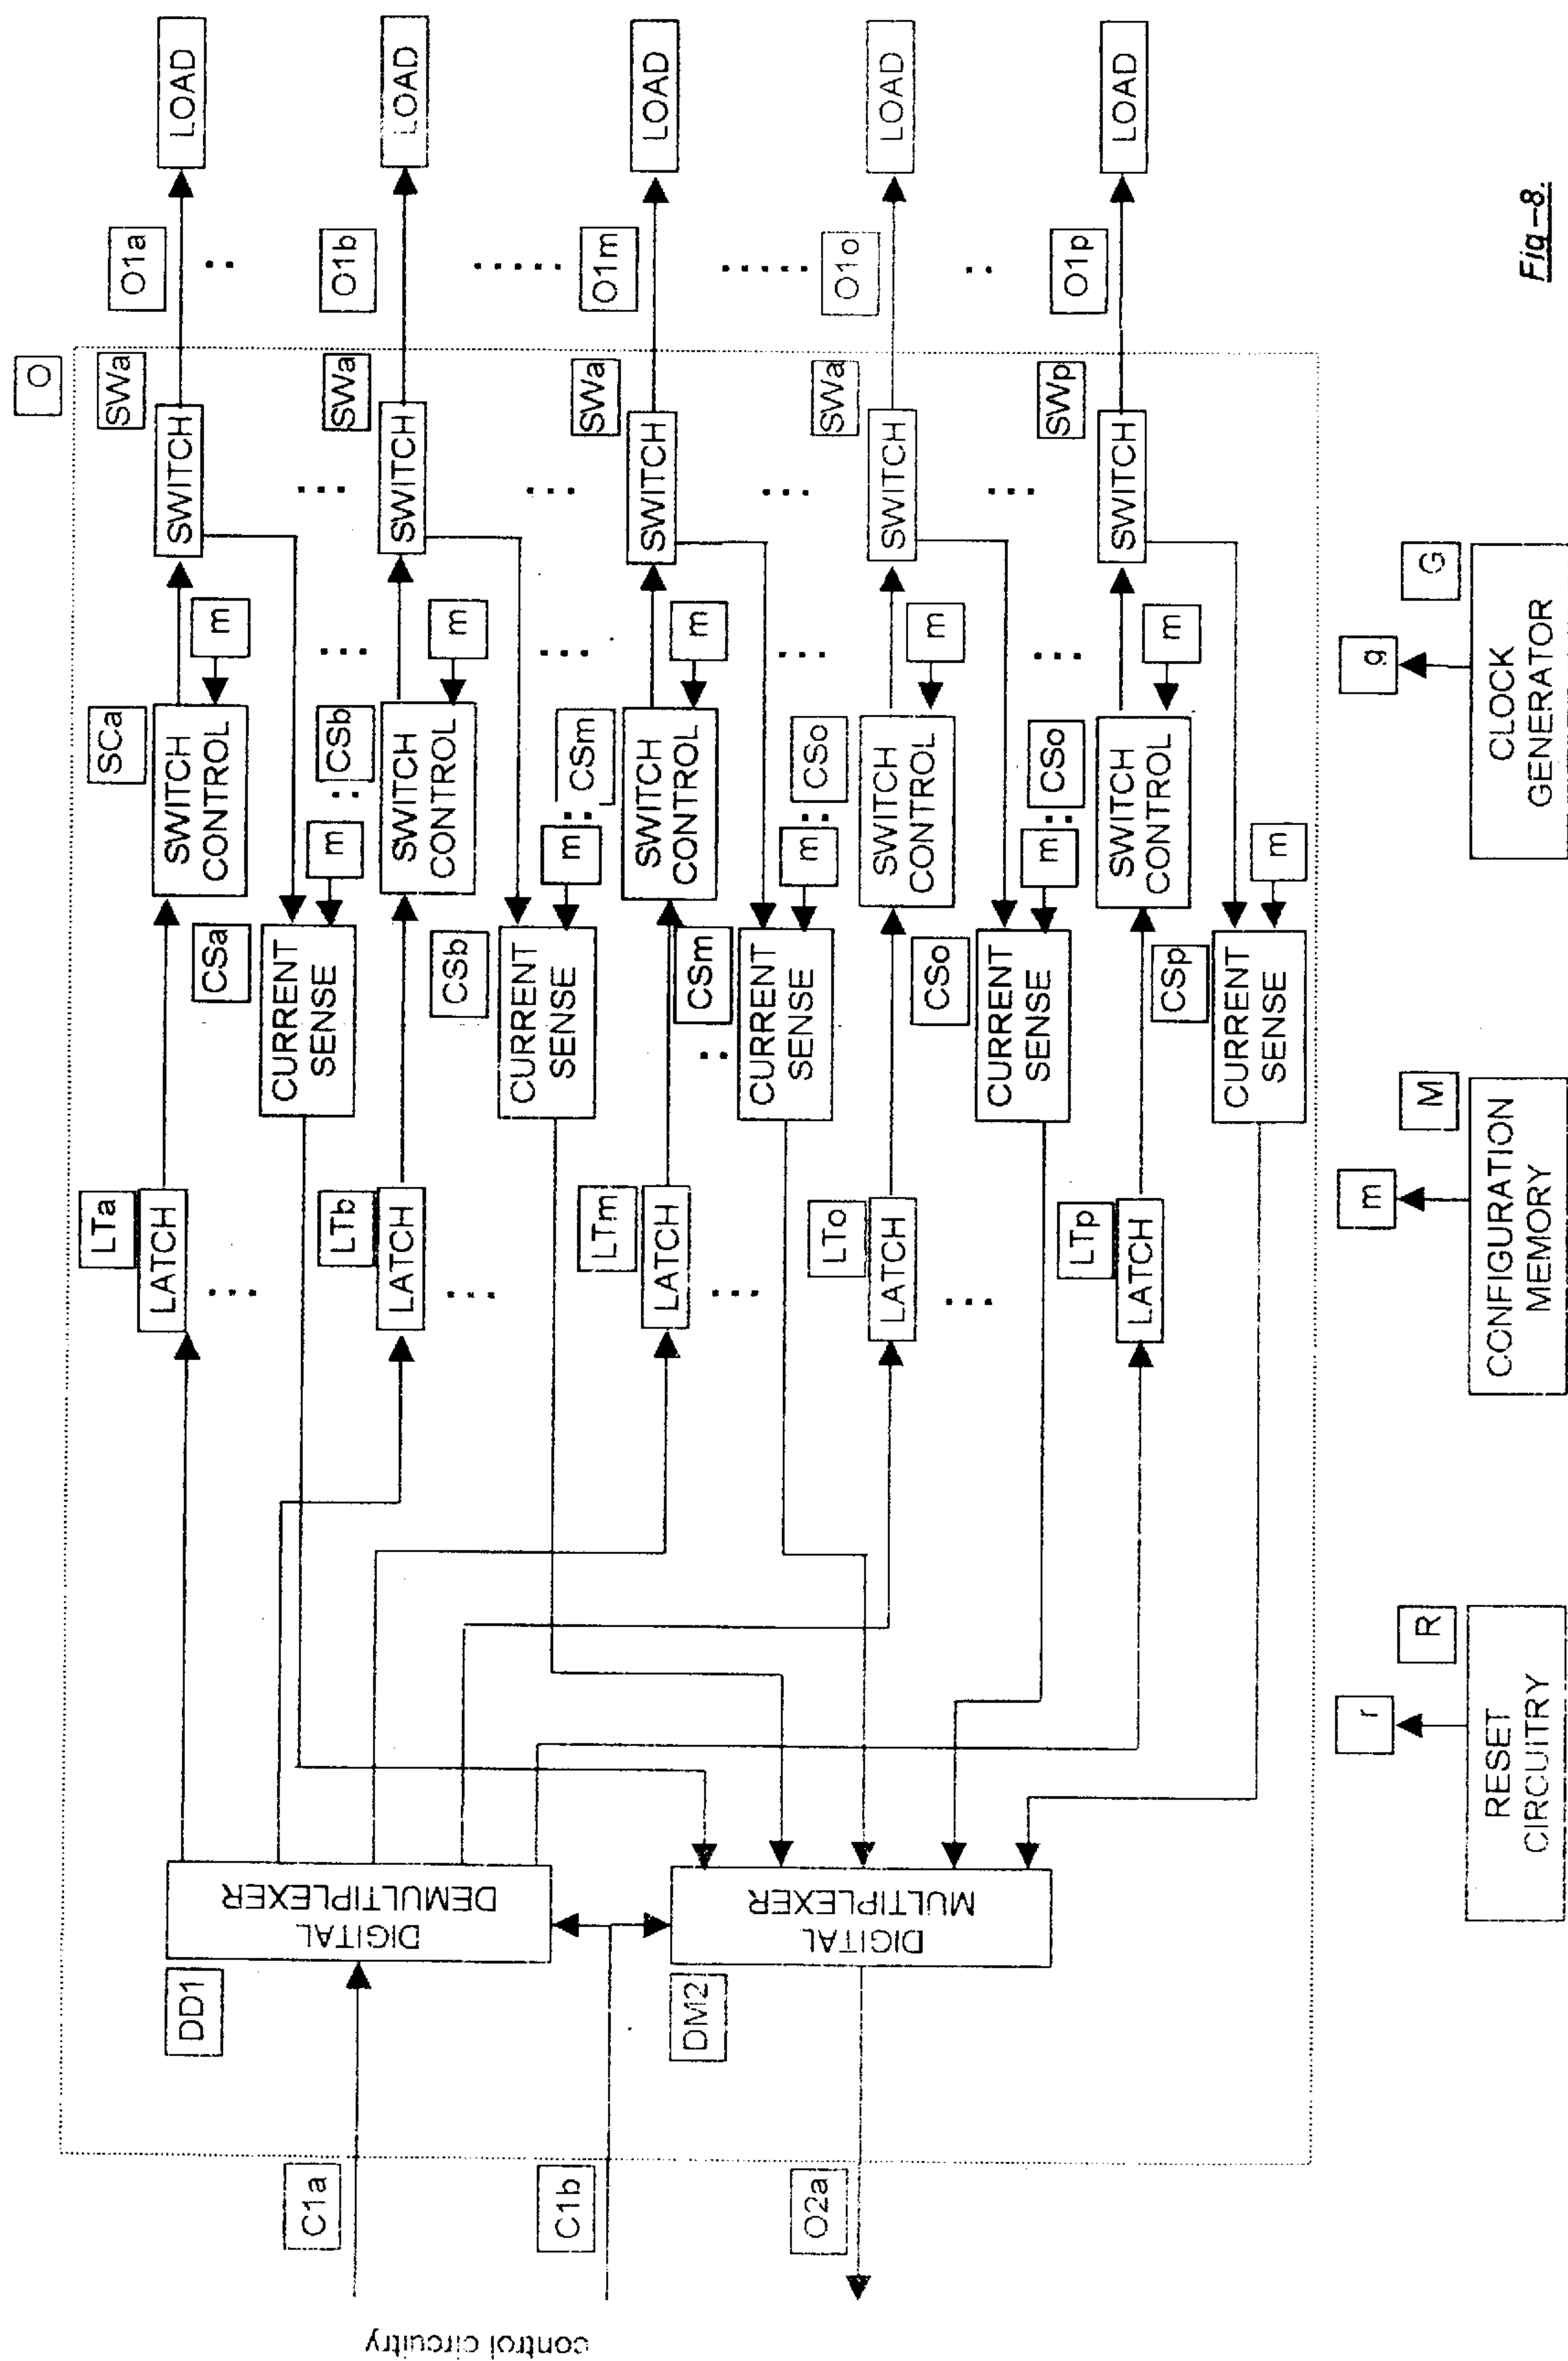 O
SWa
O1a
LOAD
SCa
SWITCH
m
SWITCH
CONTROL
LTa
LATCH
CSa
m
CURRENT
SENSE
SWa
O1b
LOAD
CSb
SWITCH
m
SWITCH
CONTROL
LTb
LATCH
CSb
m
CURRENT
SENSE
SWa
O1m
LOAD
CSm
SWITCH
m
SWITCH
CONTROL
LTm
LATCH
CSm
m
CURRENT
SENSE
SWa
O1o
LOAD
CSo
SWITCH
m
SWITCH
CONTROL
LTo
LATCH
CSo
m
CURRENT
SENSE
SWp
O1p
LOAD
CSo
SWITCH
m
SWITCH
CONTROL
LTp
LATCH
CSp
m
CURRENT
SENSE
DD1
DIGITAL
DEMULTIPLEXER
DM2
DIGITAL
MULTIPLEXER
C1a
C1b
O2a
control circuitry
r
R
RESET
CIRCUITRY
m
M
CONFIGURATION
MEMORY
g
G
CLOCK
GENERATOR
Fig-8.